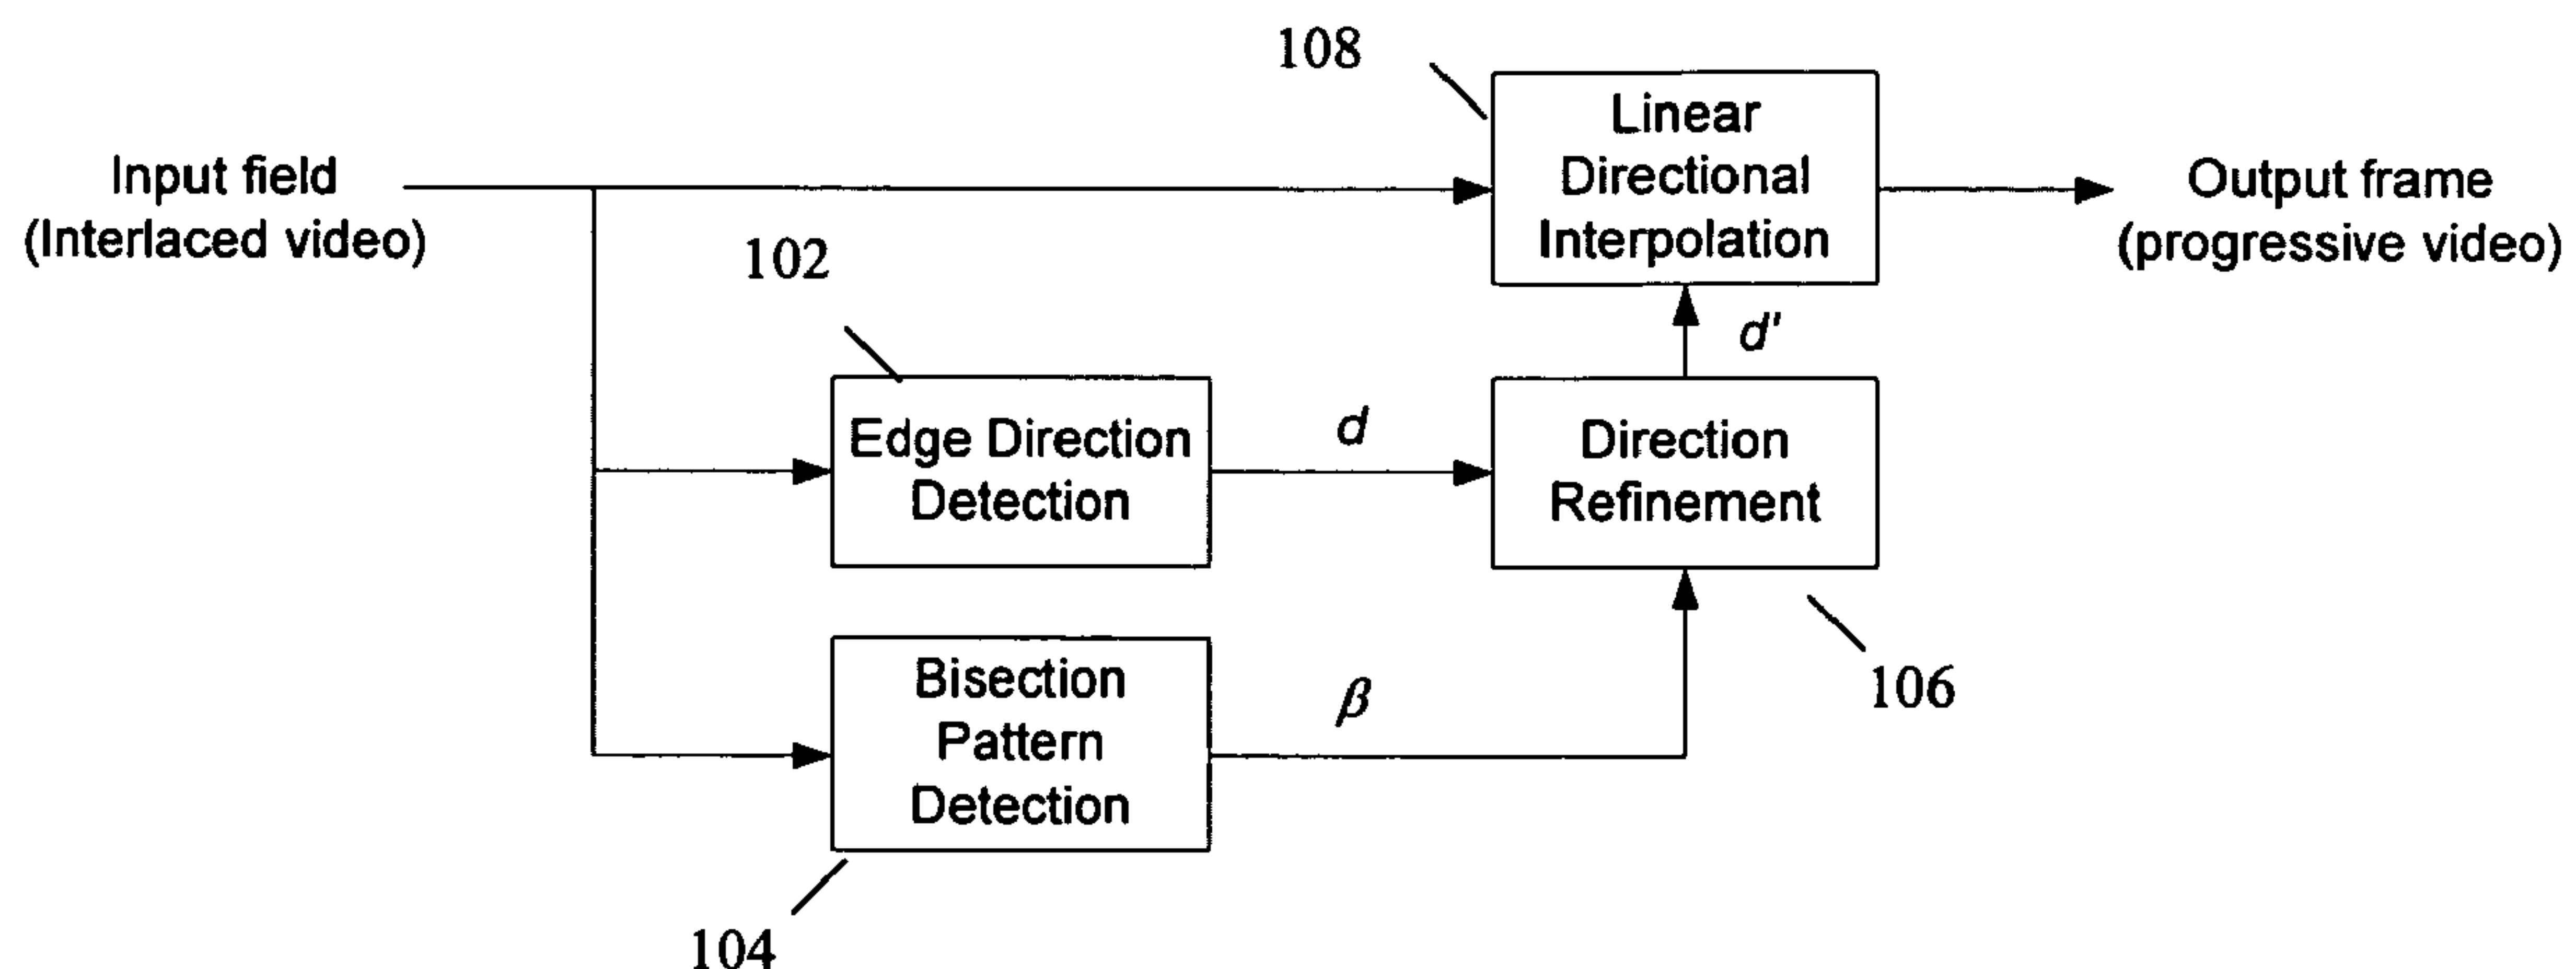 108
Linear
Directional
Interpolation
Input field
(Interlaced video)
Output frame
(progressive video)
102
d'
Edge Direction
Detection
d
Direction
Refinement
Bisection
Pattern
Detection
β
106
104